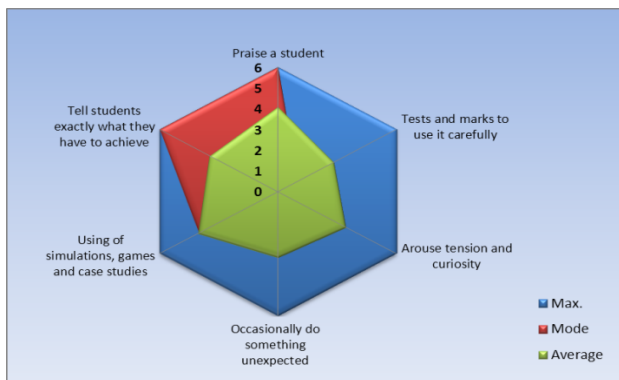 Praise a student
6
5
4
3
2
1
0
Tests and marks to
use it carefully
Arouse tension and
curiosity
Occasionally do
something
unexpected
Using of
simulations, games
and case studies
Tell students
exactly what they
have to achieve
Max.
Mode
Average